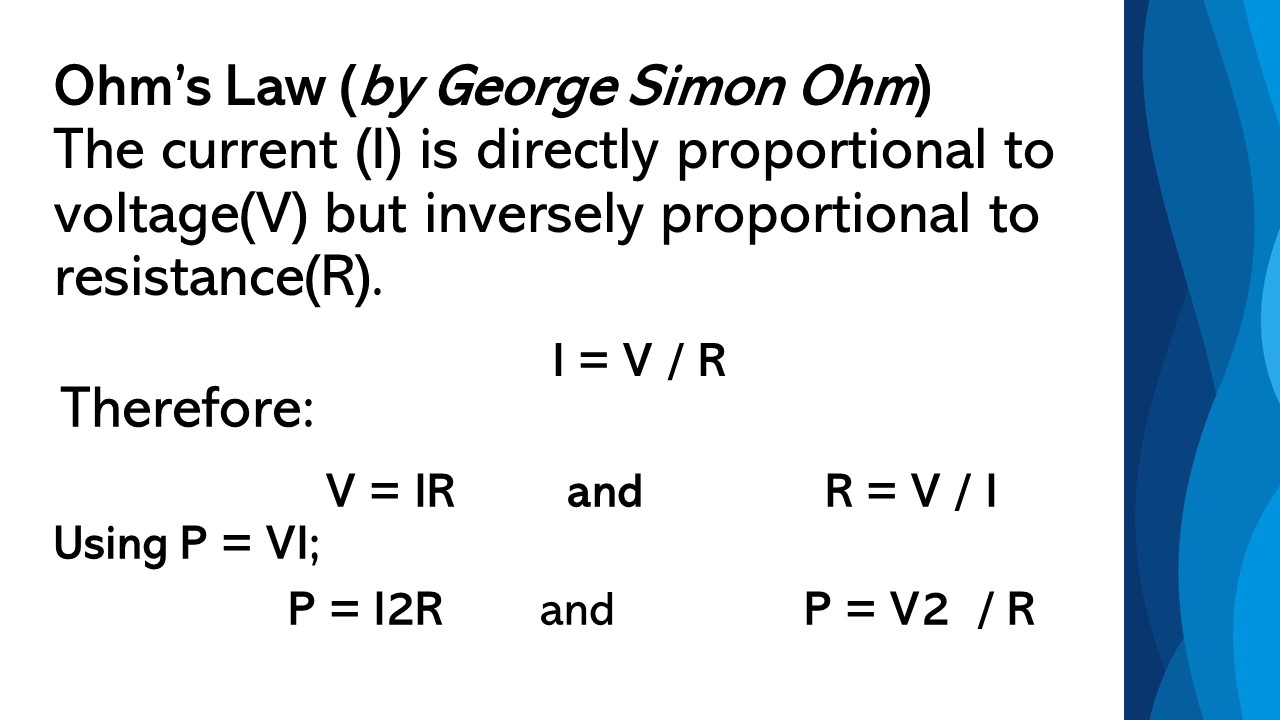 Ohm’s Law (by George Simon Ohm)
The current (I) is directly proportional to
voltage(V) but inversely proportional to
resistance(R).
I = V / R
Therefore:
V = IR and R = V / I
Using P = VI;
P = I2R and P = V2 / R